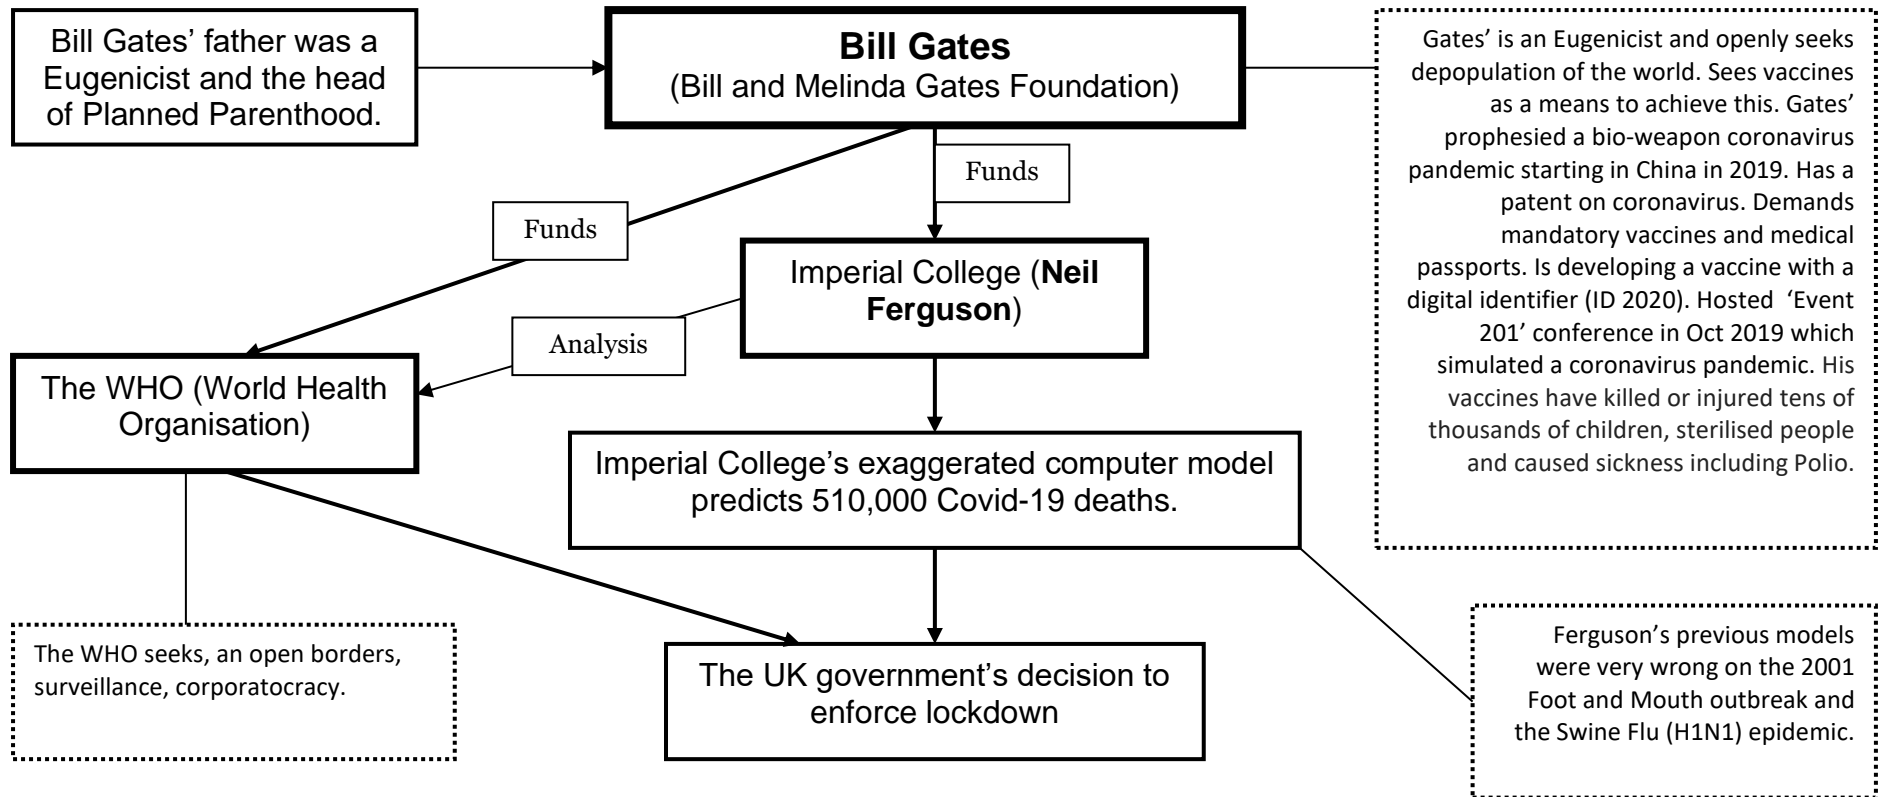 Bill Gates’ father was a
Eugenicist and the head
of Planned Parenthood.
Bill Gates
(Bill and Melinda Gates Foundation)
Gates’ is an Eugenicist and openly seeks
depopulation of the world. Sees vaccines
as a means to achieve this. Gates’
prophesied a bio-weapon coronavirus
pandemic starting in China in 2019. Has a
patent on coronavirus. Demands
mandatory vaccines and medical
passports. Is developing a vaccine with a
digital identifier (ID 2020). Hosted ‘Event
201’ conference in Oct 2019 which
simulated a coronavirus pandemic. His
vaccines have killed or injured tens of
thousands of children, sterilised people
and caused sickness including Polio.
Funds
Funds
Imperial College (Neil
Ferguson)
Analysis
The WHO (World Health
Organisation)
Imperial College’s exaggerated computer model
predicts 510,000 Covid-19 deaths.
The WHO seeks, an open borders,
surveillance, corporatocracy.
The UK government’s decision to
enforce lockdown
Ferguson’s previous models
were very wrong on the 2001
Foot and Mouth outbreak and
the Swine Flu (H1N1) epidemic.